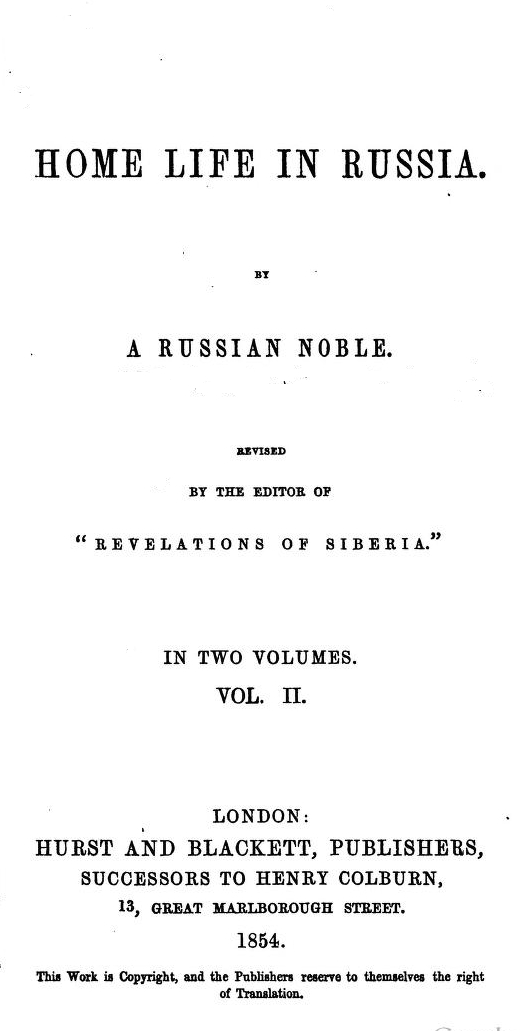 HOME LIFE IN RUSSIA.
BY
A RUSSIAN NOBLE.
REVISED
BY THE EDITOR OF
“REVELATIONS OF SIBERIA.”
IN TWO VOLUMES.
VOL. II.
LONDON:
HURST AND BLACKETT, PUBLISHERS,
SUCCESSORS TO HENRY COLBURN,
13, GREAT MARLBOROUGH STREET.
1854.
This Work is Copyright, and the Publishers reserve to themselves the right
of Translation.